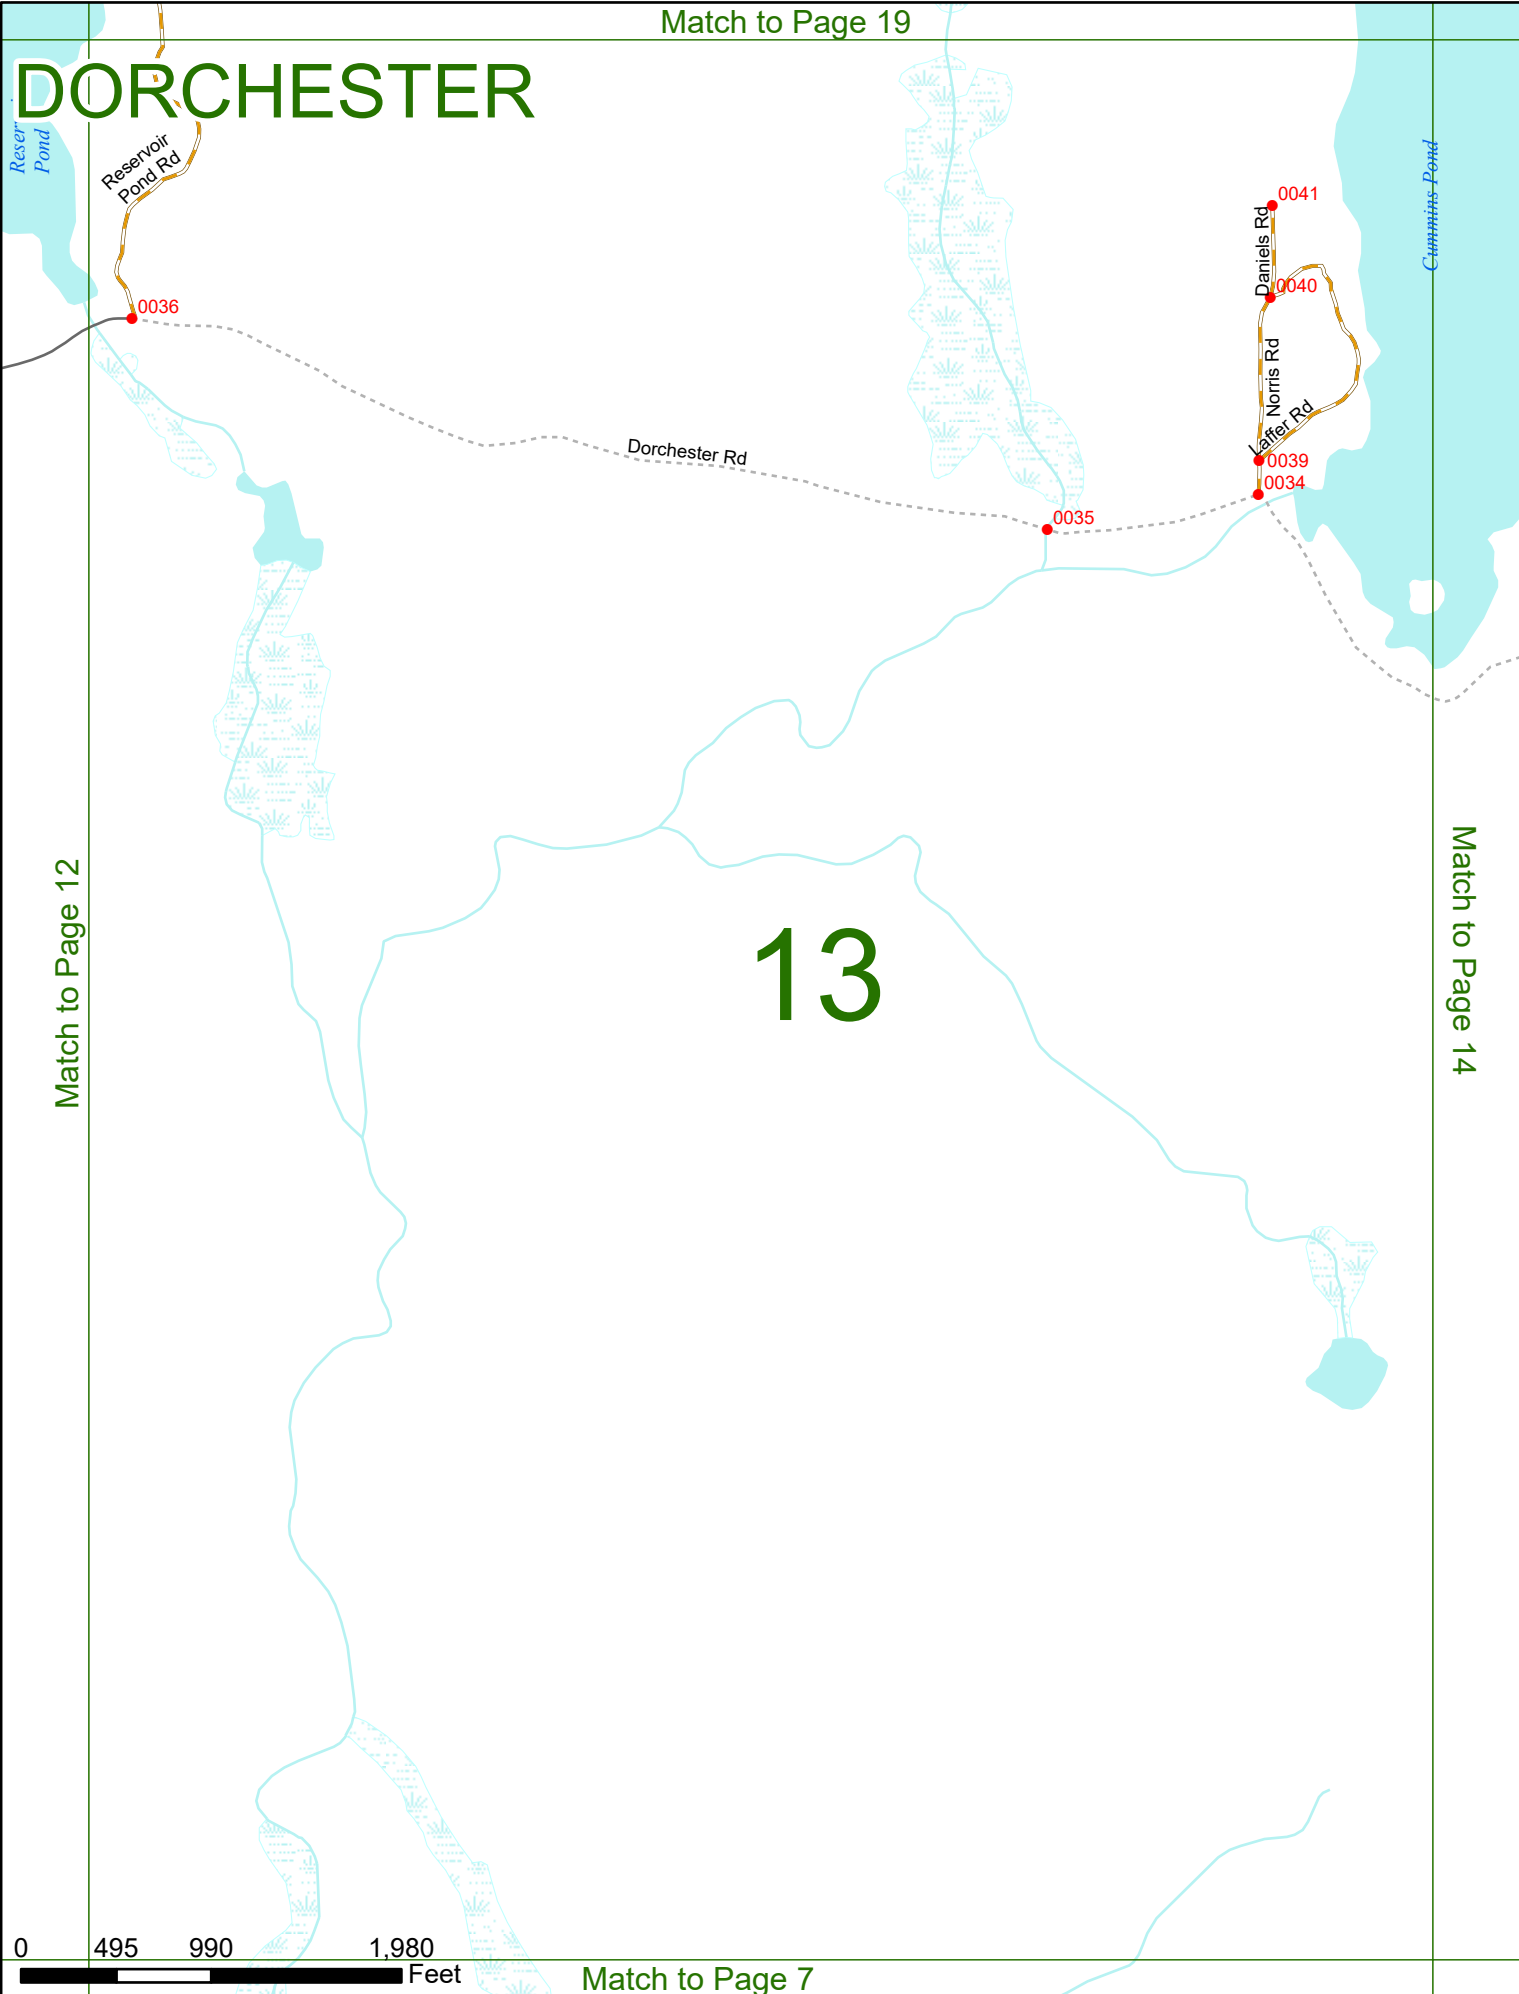 Match to Page 19
DORCHESTER
Pond
Reservoir
Pond Rd
Cummins Pond
0041
Daniels Rd
0040
0036
Norris Rd
Laffer Rd
0039
0034
Dorchester Rd
0035
Match to Page 12
13
Match to Page 14
0 495 990 1,980
Feet
Match to Page 7